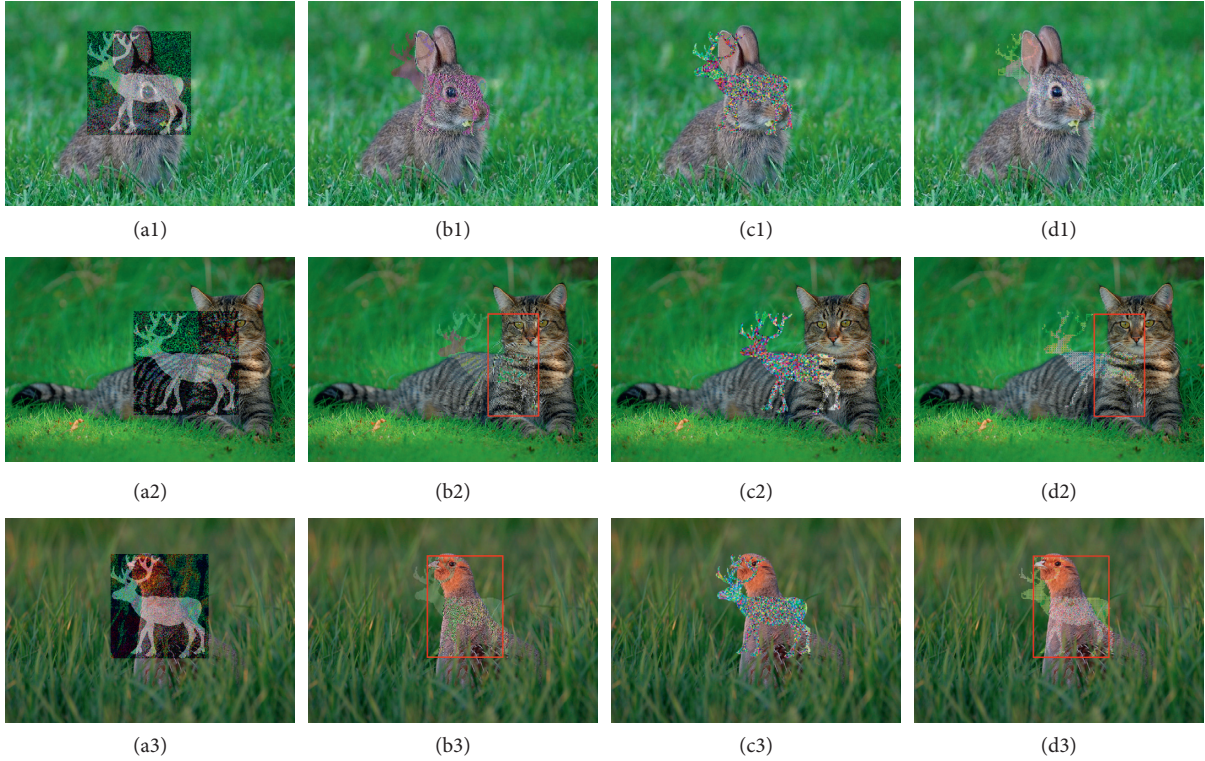 (a1) (b1) (c1) (d1)
(a2) (b2) (c2) (d2)
(a3) (b3) (c3) (d3)